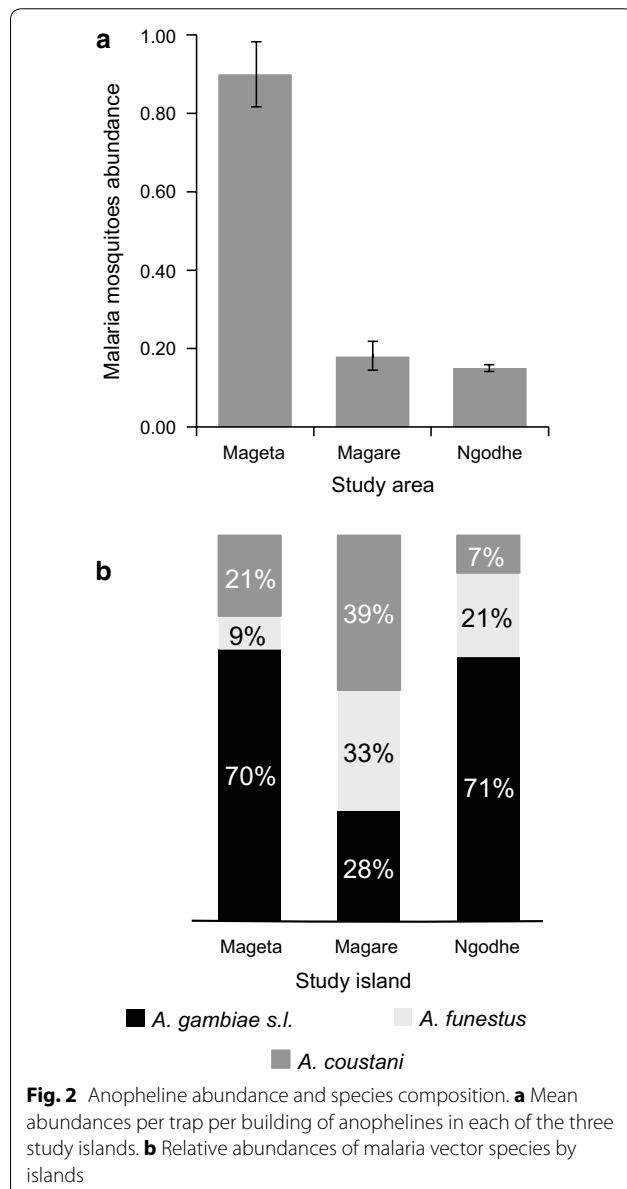 a
Malaria mosquitoes abundance
1.00
0.80
0.60
0.40
0.20
0.00
Mageta Magare Ngodhe
Study area
b
21% 39% 7%
9% 33% 21%
70% 28% 71%
Mageta Magare Ngodhe
Study island
A. gambiae s.l. A. funestus
A. coustani
Fig. 2 Anopheline abundance and species composition. a Mean
abundances per trap per building of anophelines in each of the three
study islands. b Relative abundances of malaria vector species by
islands